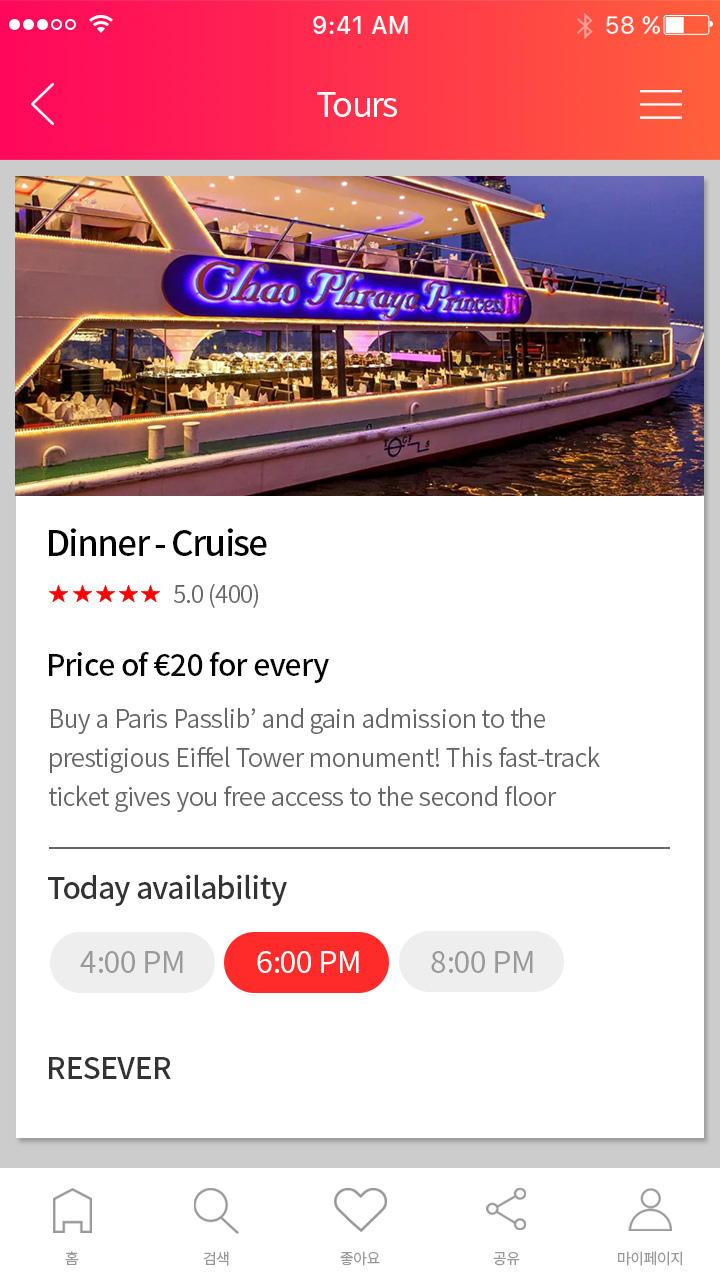 9:41 AM
58 %
Tours
Chao Phraya Princess IV
Dinner - Cruise
★★★★★ 5.0 (400)
Price of €20 for every
Buy a Paris Passlib’ and gain admission to the
prestigious Eiffel Tower monument! This fast-track
ticket gives you free access to the second floor
Today availability
4:00 PM 6:00 PM 8:00 PM
RESEVER
홈 검색 좋아요 공유 마이페이지